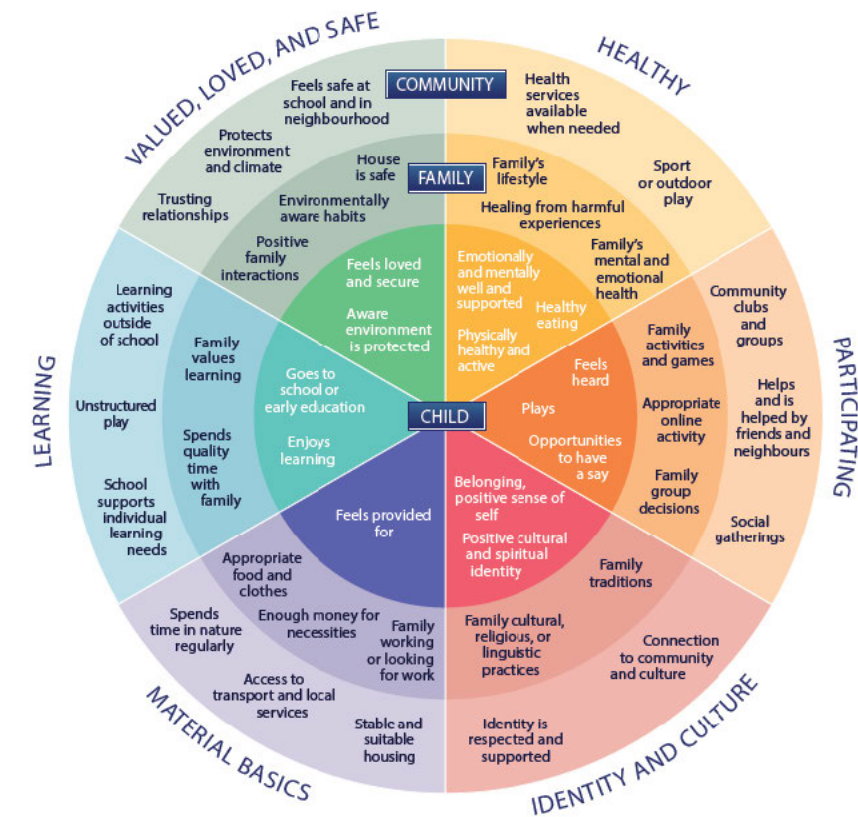 VALUED, LOVED, AND SAFE
HEALTHY
COMMUNITY
Feels safe at
school and in
neighbourhood
Protects
environment
and climate
Trusting
relationships
Health
services
available
when needed
Sport
or outdoor
play
FAMILY
House
is safe
Environmentally
aware habits
Positive
family
interactions
Family's
lifestyle
Healing from harmful
experiences
Family's
mental and
emotional
health
Feels loved
and secure
Aware
environment
is protected
Emotionally
and mentally
well and
supported
Healthy
eating
Physically
healthy and
active
LEARNING
Learning
activities
outside
of school
Unstructured
play
School
supports
individual
learning
needs
Family
values
learning
Spends
quality
time
with
family
Goes to
school or
early education
Enjoys
learning
CHILD
Feels
heard
Plays
Opportunities
to have
a say
Family
activities
and games
Appropriate
online
activity
Family
group
decisions
Community
clubs
and
groups
Helps
and is
helped by
friends and
neighbours
Social
gatherings
PARTICIPATING
Feels provided
for
Appropriate
food and
clothes
Enough money for
necessities
Family
working
or looking
for work
Spends
time in nature
regularly
Access to
transport and local
services
Stable and
suitable
housing
MATERIAL BASICS
Belonging,
positive sense of
self
Positive cultural
and spiritual
identity
Family
traditions
Family cultural,
religious, or
linguistic
practices
Connection
to community
and culture
Identity is
respected and
supported
IDENTITY AND CULTURE